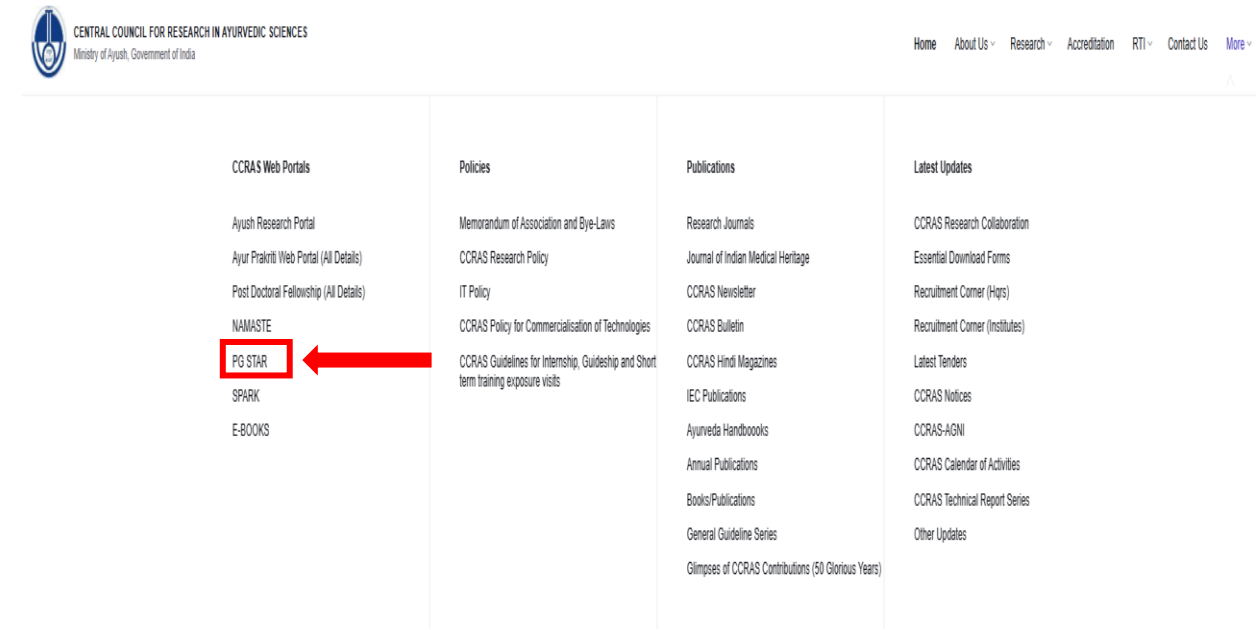 CENTRAL COUNCIL FOR RESEARCH IN AYURVEDIC SCIENCES
Ministry of Ayush, Government of India
Home About Us Research Accreditation RTI Contact Us More
CCRAS Web Portals
Ayush Research Portal
Ayur Prakriti Web Portal (All Details)
Post Doctoral Fellowship (All Details)
NAMASTE
PG STAR
SPARK
E-BOOKS
Policies
Memorandum of Association and Bye-Laws
CCRAS Research Policy
IT Policy
CCRAS Policy for Commercialisation of Technologies
CCRAS Guidelines for Internship, Guideship and Short
term training exposure visits
Publications
Research Journals
Journal of Indian Medical Heritage
CCRAS Newsletter
CCRAS Bulletin
CCRAS Hindi Magazines
IEC Publications
Ayurveda Handboooks
Annual Publications
Books/Publications
General Guideline Series
Glimpses of CCRAS Contributions (50 Glorious Years)
Latest Updates
CCRAS Research Collaboration
Essential Download Forms
Recruitment Corner (Hqrs)
Recruitment Corner (Institutes)
Latest Tenders
CCRAS Notices
CCRAS-AGNI
CCRAS Calendar of Activities
CCRAS Technical Report Series
Other Updates